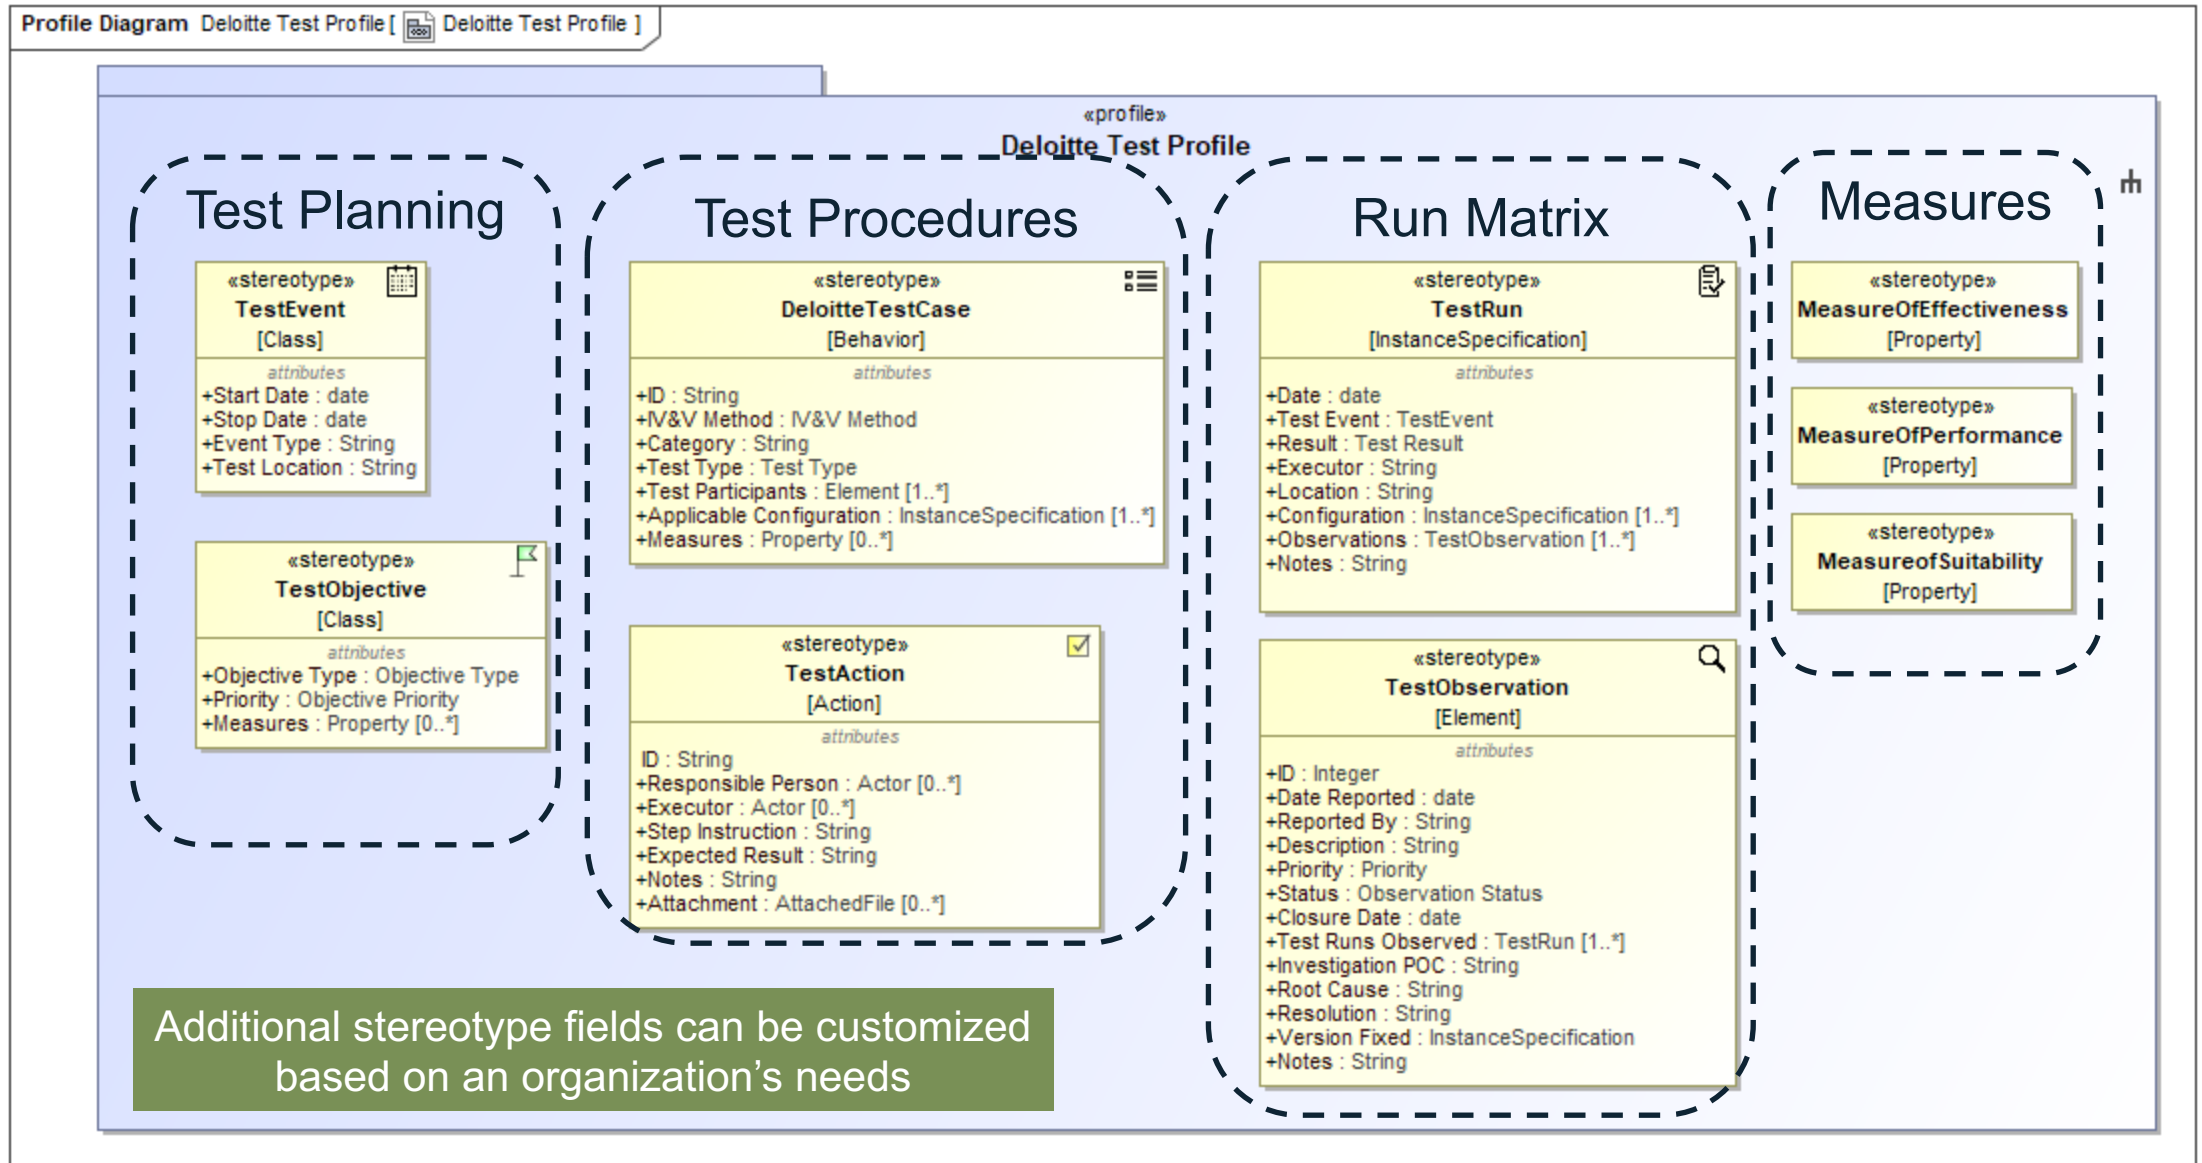 Profile Diagram Deloitte Test Profile [ Deloitte Test Profile ]
«profile»
Deloitte Test Profile
Test Planning
«stereotype»
TestEvent
[Class]
attributes
+Start Date : date
+Stop Date : date
+Event Type : String
+Test Location : String
«stereotype»
TestObjective
[Class]
attributes
+Objective Type : Objective Type
+Priority : Objective Priority
+Measures : Property [0..*]
Test Procedures
«stereotype»
DeloitteTestCase
[Behavior]
attributes
+ID : String
+IV&V Method : IV&V Method
+Category : String
+Test Type : Test Type
+Test Participants : Element [1..*]
+Applicable Configuration : InstanceSpecification [1..*]
+Measures : Property [0..*]
«stereotype»
TestAction
[Action]
attributes
ID : String
+Responsible Person : Actor [0..*]
+Executor : Actor [0..*]
+Step Instruction : String
+Expected Result : String
+Notes : String
+Attachment : AttachedFile [0..*]
Run Matrix
«stereotype»
TestRun
[InstanceSpecification]
attributes
+Date : date
+Test Event : TestEvent
+Result : Test Result
+Executor : String
+Location : String
+Configuration : InstanceSpecification [1..*]
+Observations : TestObservation [1..*]
+Notes : String
«stereotype»
TestObservation
[Element]
attributes
+ID : Integer
+Date Reported : date
+Reported By : String
+Description : String
+Priority : Priority
+Status : Observation Status
+Closure Date : date
+Test Runs Observed : TestRun [1..*]
+Investigation POC : String
+Root Cause : String
+Resolution : String
+Version Fixed : InstanceSpecification
+Notes : String
Measures
«stereotype»
MeasureOfEffectiveness
[Property]
«stereotype»
MeasureOfPerformance
[Property]
«stereotype»
MeasureofSuitability
[Property]
Additional stereotype fields can be customized
based on an organization's needs